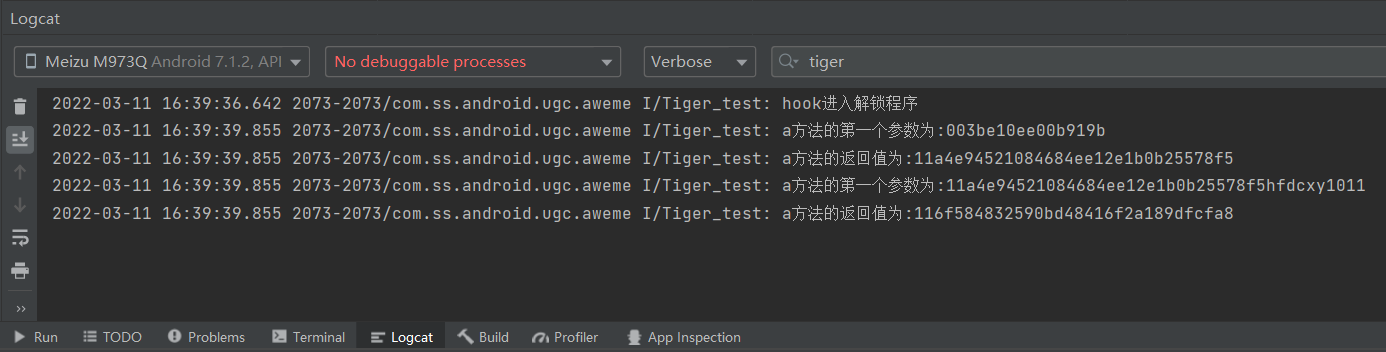 Logcat
Meizu M973Q Android 7.1.2, API
No debuggable processes
Verbose
tiger
2022-03-11 16:39:36.642 2073-2073/com.ss.android.ugc.aweme I/Tiger_test: hook进入解锁程序
2022-03-11 16:39:39.855 2073-2073/com.ss.android.ugc.aweme I/Tiger_test: a方法的第一个参数为:003be10ee00b919b
2022-03-11 16:39:39.855 2073-2073/com.ss.android.ugc.aweme I/Tiger_test: a方法的返回值为:11a4e94521084684ee12e1b0b25578f5
2022-03-11 16:39:39.855 2073-2073/com.ss.android.ugc.aweme I/Tiger_test: a方法的第一个参数为:11a4e94521084684ee12e1b0b25578f5hfdcxy1011
2022-03-11 16:39:39.855 2073-2073/com.ss.android.ugc.aweme I/Tiger_test: a方法的返回值为:116f584832590bd48416f2a189dfcfa8
Run
TODO
Problems
Terminal
Logcat
Build
Profiler
App Inspection